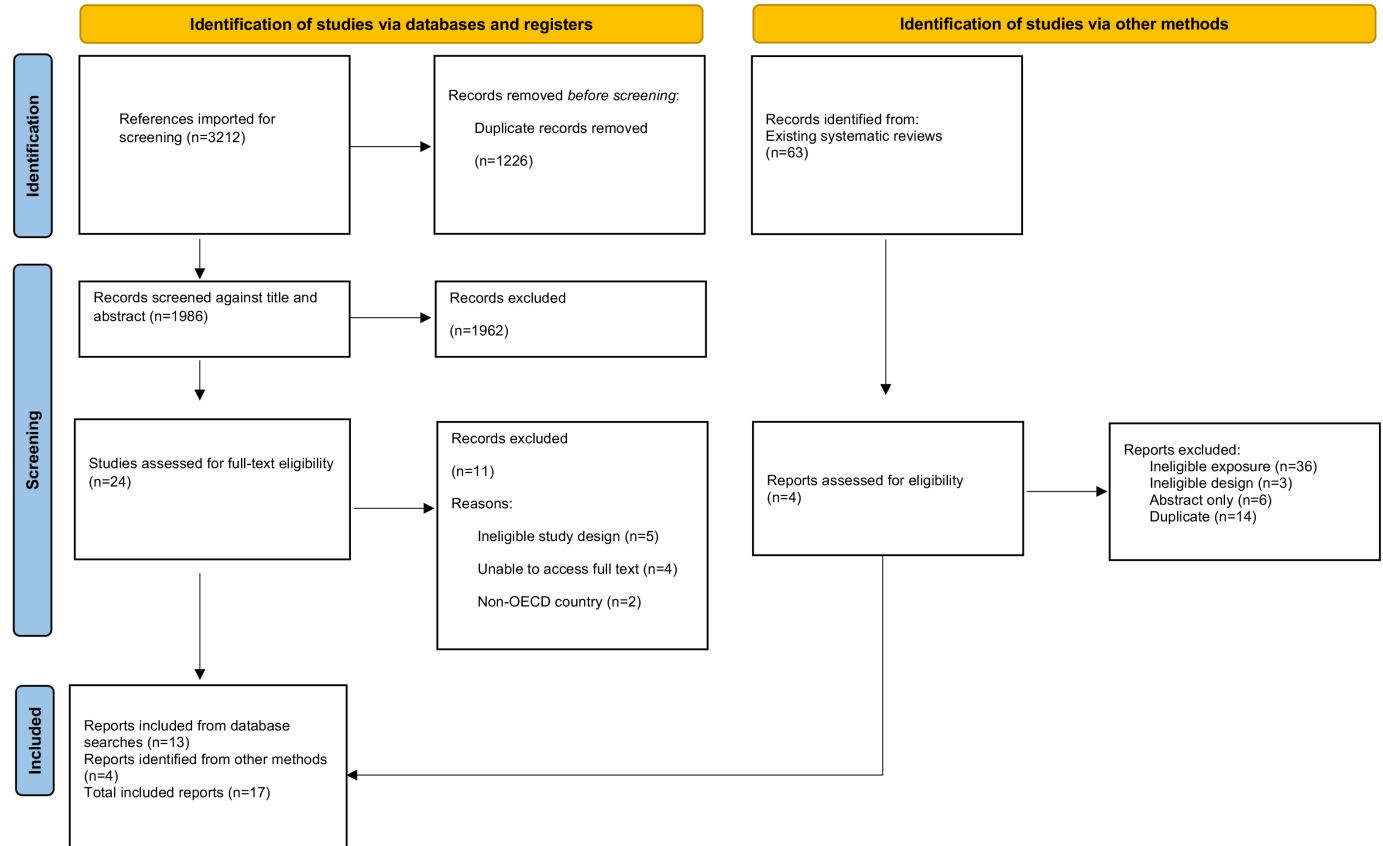 Identification of studies via databases and registers
Identification of studies via other methods
Identification
References imported for
screening (n=3212)
Records removed before screening:
Duplicate records removed
(n=1226)
Records identified from:
Existing systematic reviews
(n=63)
Screening
Records screened against title and
abstract (n=1986)
Records excluded
(n=1962)
Studies assessed for full-text eligibility
(n=24)
Records excluded
(n=11)
Reasons:
Ineligible study design (n=5)
Unable to access full text (n=4)
Non-OECD country (n=2)
Reports assessed for eligibility
(n=4)
Reports excluded:
Ineligible exposure (n=36)
Ineligible design (n=3)
Abstract only (n=6)
Duplicate (n=14)
Included
Reports included from database
searches (n=13)
Reports identified from other methods
(n=4)
Total included reports (n=17)